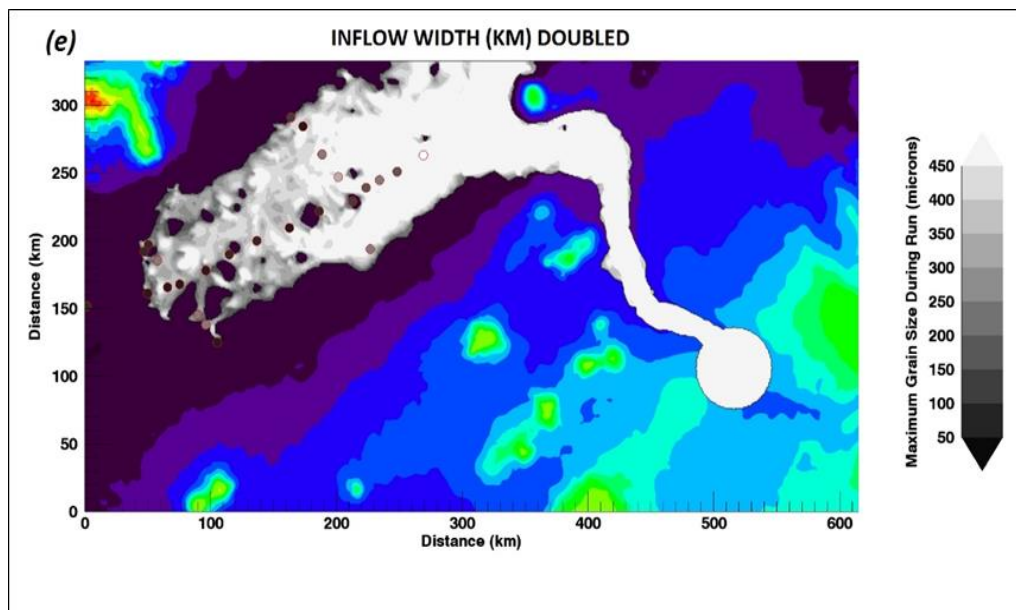 (e)
INFLOW WIDTH (KM) DOUBLED
300
250
200
150
100
50
0
Distance (km)
0 100 200 300 400 500 600
Distance (km)
450
400
350
300
250
200
150
100
50
Maximum Grain Size During Run (microns)